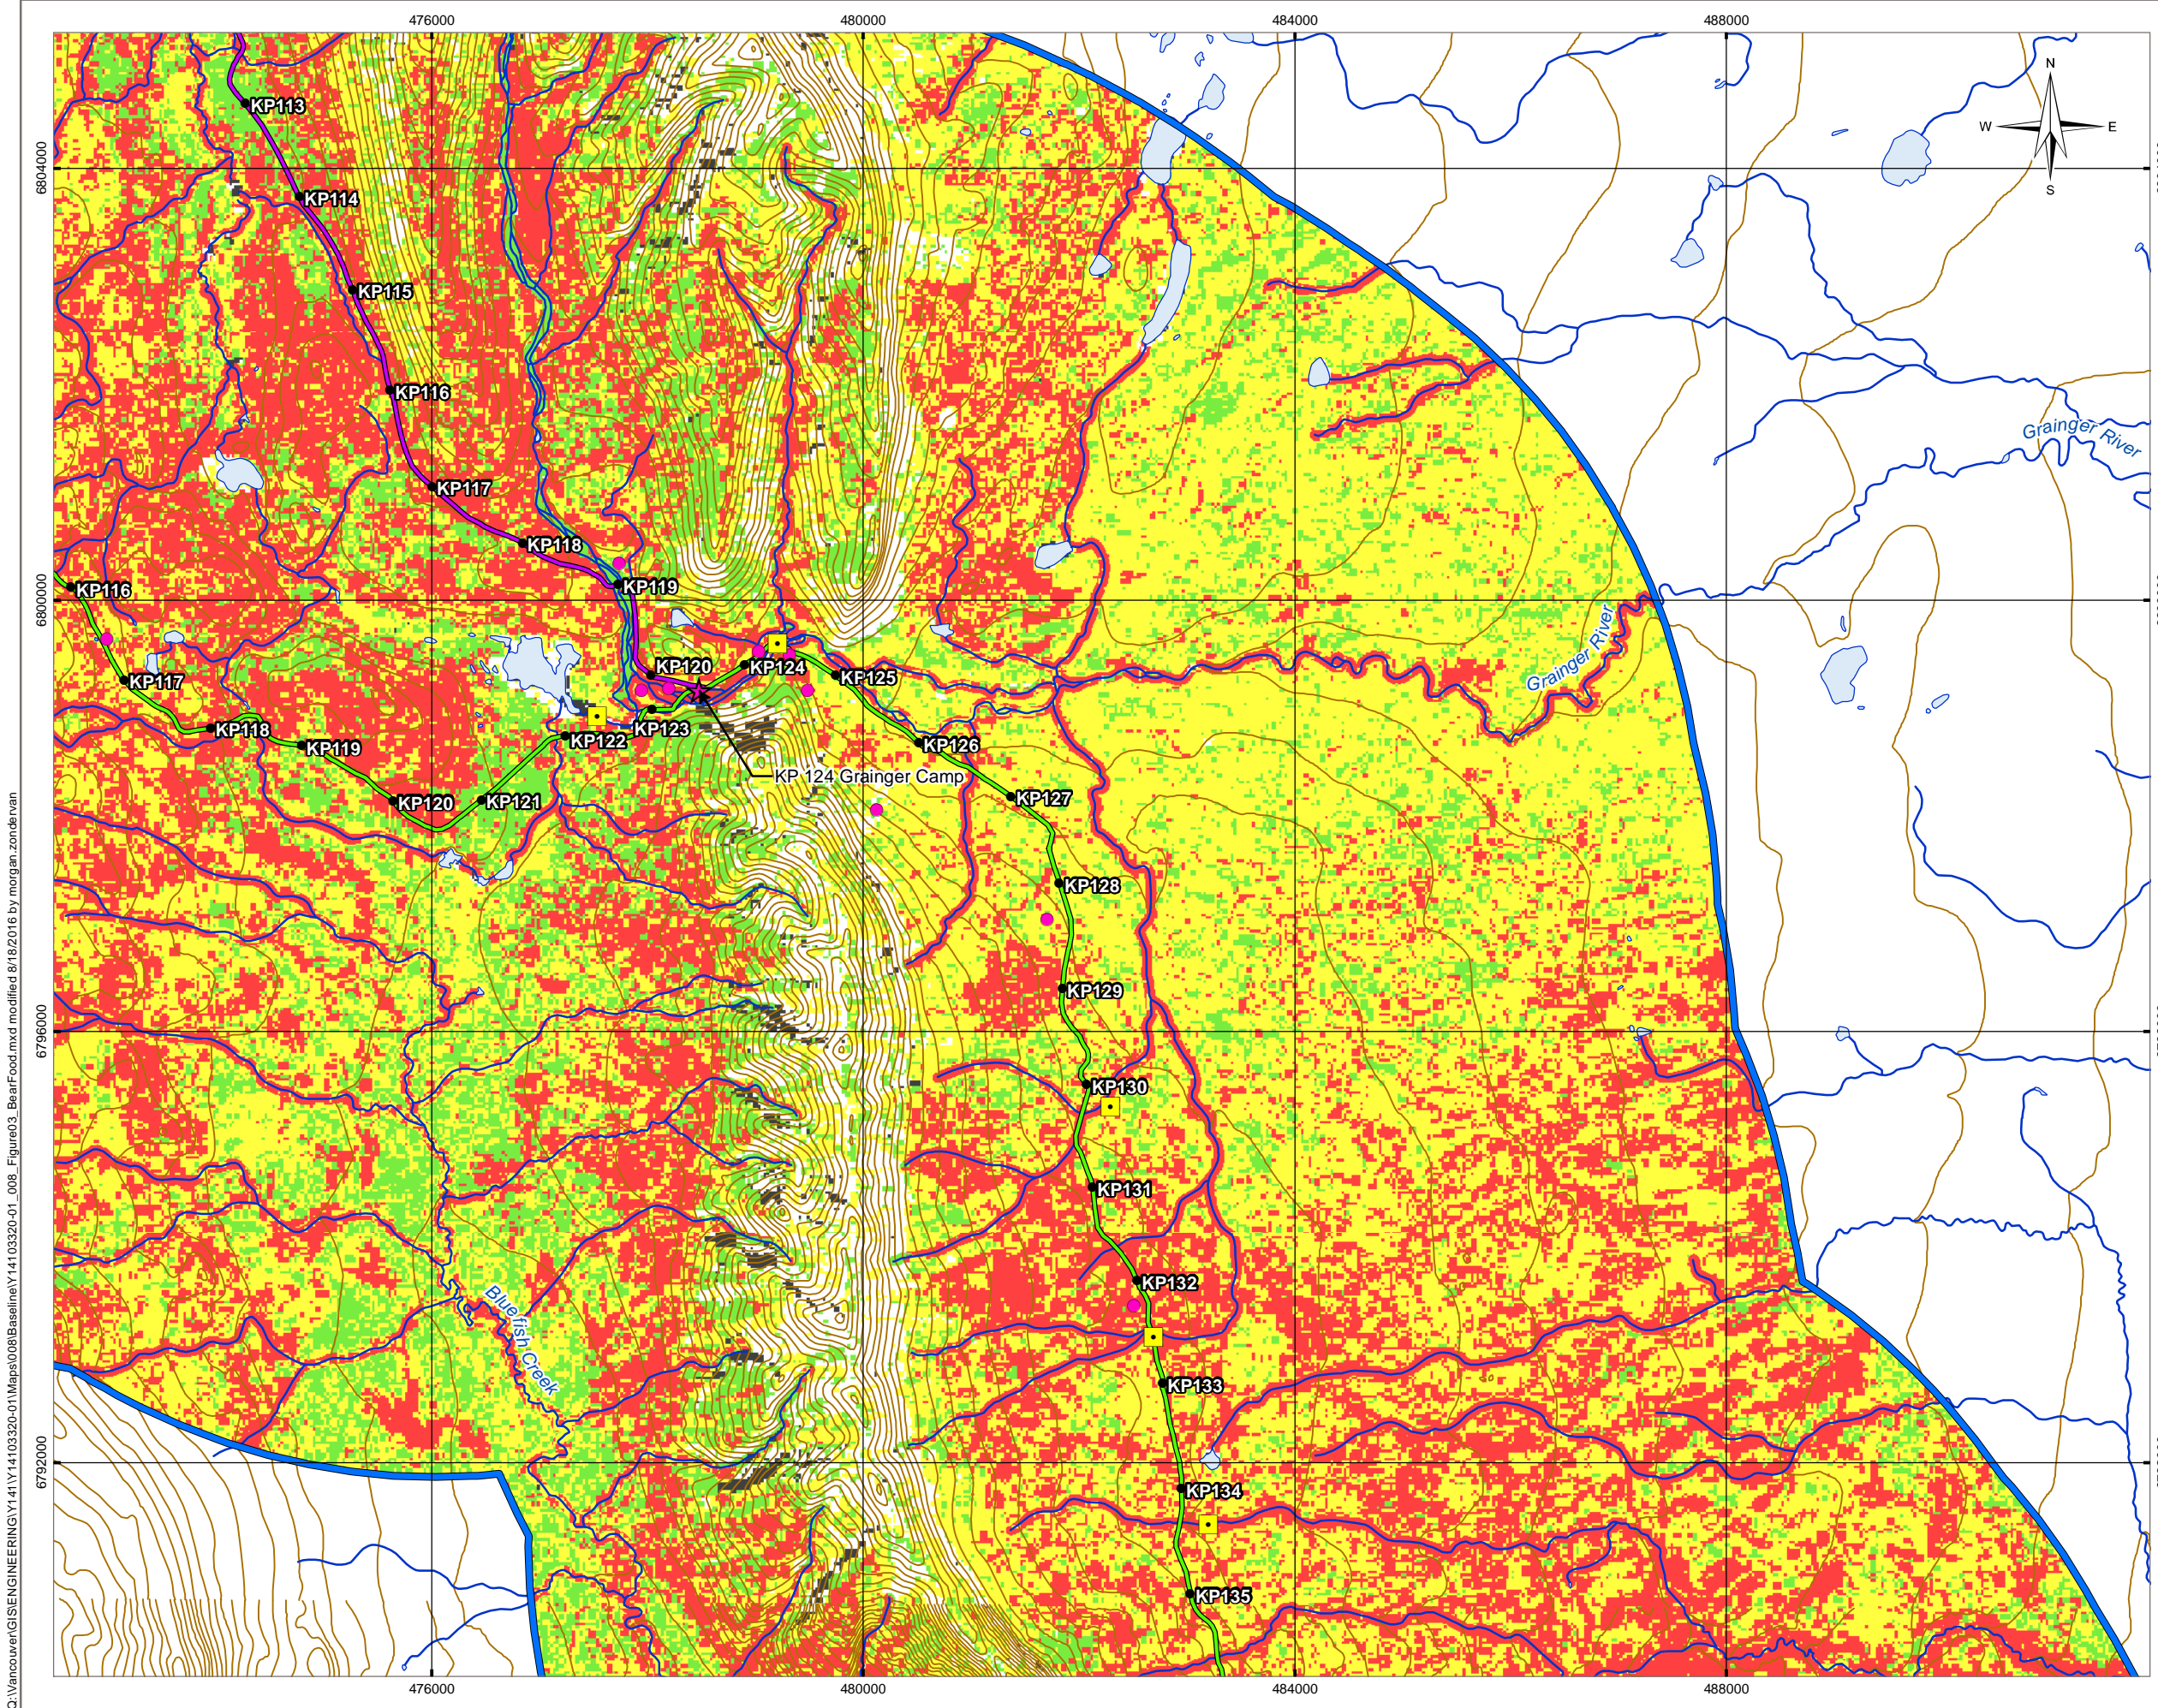 476000
480000
484000
488000
N
W
E
S
KP113
6804000
KP114
KP115
KP116
Grainger River
KP117
KP118
KP119
KP116
6800000
Grainger River
KP120
KP124
KP125
KP117
KP118
KP119
KP122
KP123
KP126
KP 124 Grainger Camp
KP120
KP121
KP127
KP128
KP129
6796000
KP130
KP131
KP132
Bluefish Creek
KP133
6792000
KP134
KP135
476000
480000
484000
488000
Q:\Vancouver\GIS\ENGINEERING\Y141\Y14103320-01\Maps\008\Baseline\Y14103320-01_008_Figure03_BearFood.mxd modified 8/18/2016 by morgan.zondervan